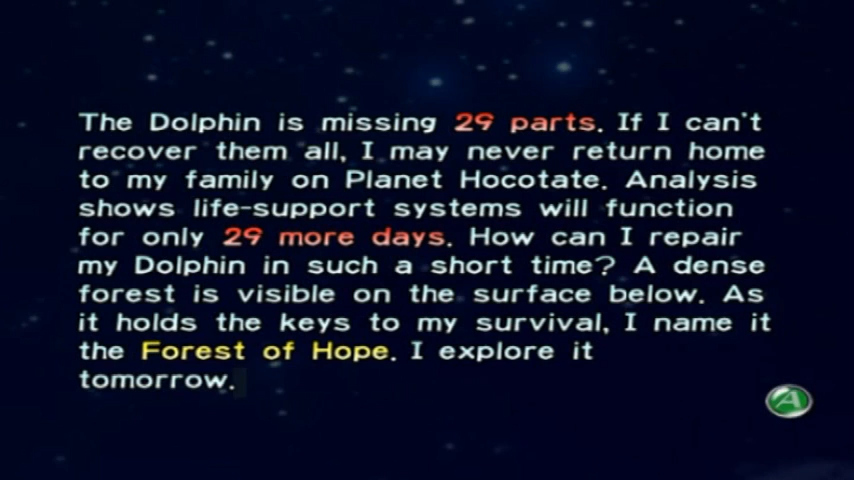 The Dolphin is missing 29 parts. If I can't
recover them all, I may never return home
to my family on Planet Hocotate. Analysis
shows life-support systems will function
for only 29 more days. How can I repair
my Dolphin in such a short time? A dense
forest is visible on the surface below. As
it holds the keys to my survival, I name it
the Forest of Hope. I explore it
tomorrow.
A